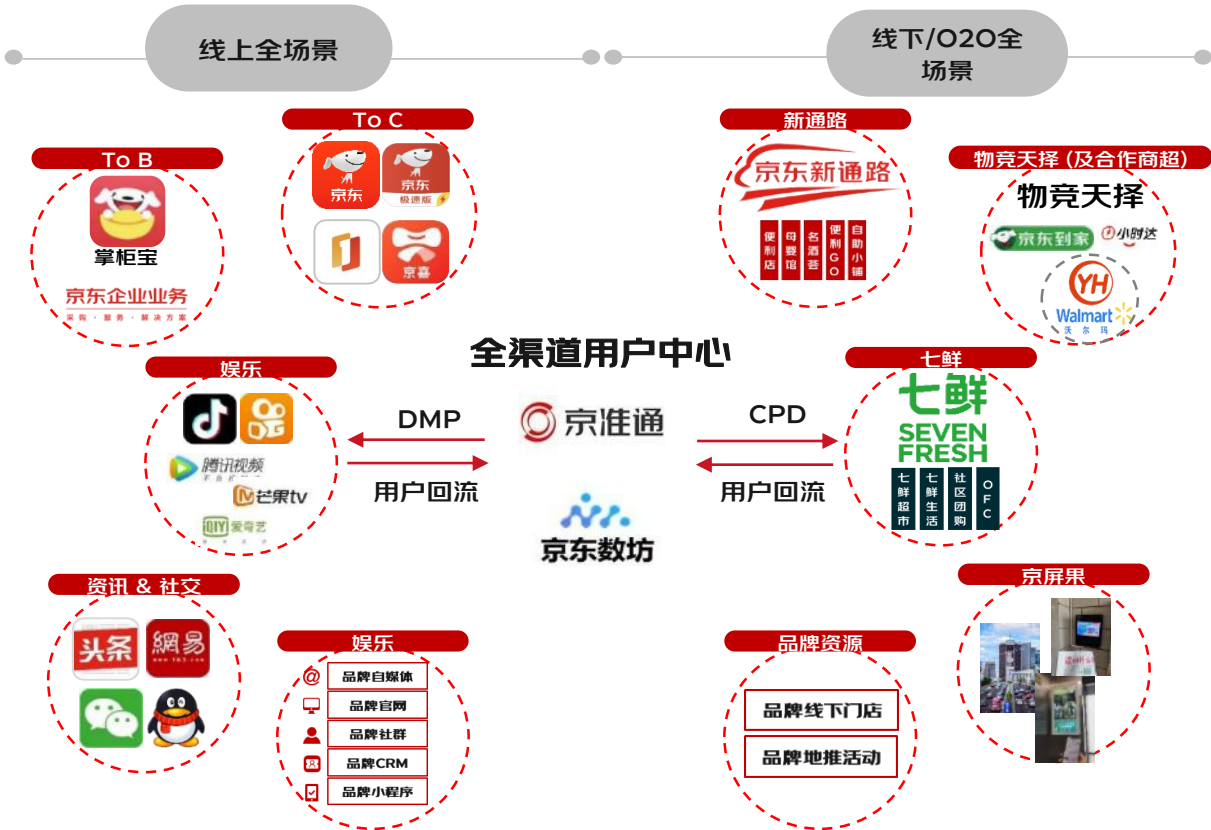 线上全场景
线下/O2O全
场景
To B
掌柜宝
京东企业业务
采购·服务·解决方案
To C
京东
京东
极速版
京喜
新通路
京东新通路
便利店
母婴馆
名酒荟
便利GO
自助小铺
物竞天择 (及合作商超)
物竞天择
京东到家
小时达
YH
Walmart
沃尔玛
全渠道用户中心
娱乐
腾讯视频
芒果tv
QIY 爱奇艺
DMP
用户回流
京准通
京东数坊
CPD
用户回流
七鲜
七鲜
SEVEN
FRESH
七鲜超市
七鲜生活
社区团购
OFC
资讯 & 社交
头条
網易
www.163.com
娱乐
@
品牌自媒体
品牌官网
品牌社群
品牌CRM
品牌小程序
品牌资源
品牌线下门店
品牌地推活动
京屏果